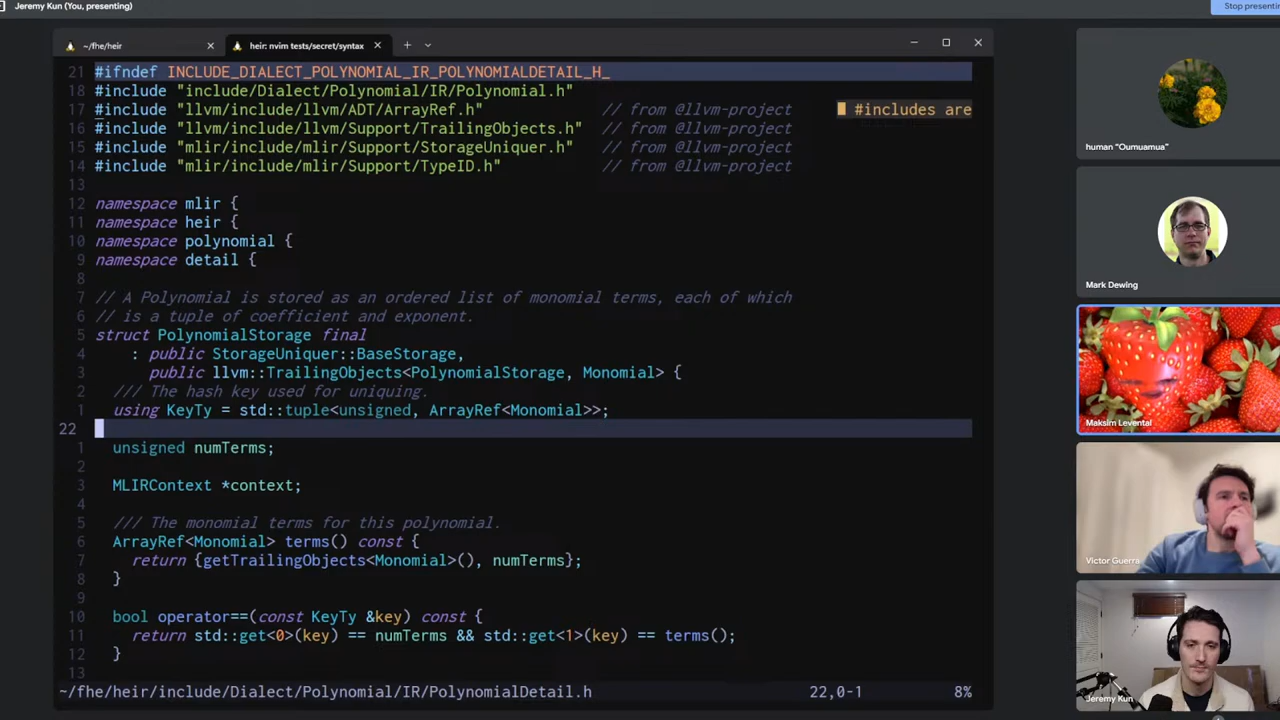 Jeremy Kun (You, presenting)
Stop presenting
~/fhe/heir
heir: nvim tests/secret/syntax
21 #ifndef INCLUDE_DIALECT_POLYNOMIAL_IR_POLYNOMIALDETAIL_H_
18 #include "include/Dialect/Polynomial/IR/Polynomial.h"
17 #include "llvm/include/llvm/ADT/ArrayRef.h" // from @llvm-project #includes are
16 #include "llvm/include/llvm/Support/TrailingObjects.h" // from @llvm-project
15 #include "mlir/include/mlir/Support/StorageUniquer.h" // from @llvm-project
14 #include "mlir/include/mlir/Support/TypeID.h" // from @llvm-project
13
12 namespace mlir {
11 namespace heir {
10 namespace polynomial {
9 namespace detail {
8
7 // A Polynomial is stored as an ordered list of monomial terms, each of which
6 // is a tuple of coefficient and exponent.
5 struct PolynomialStorage final
4 : public StorageUniquer::BaseStorage,
3 public llvm::TrailingObjects<PolynomialStorage, Monomial> {
2 /// The hash key used for uniquing.
1 using KeyTy = std::tuple<unsigned, ArrayRef<Monomial>>;
22
1 unsigned numTerms;
2
3 MLIRContext *context;
4
5 /// The monomial terms for this polynomial.
6 ArrayRef<Monomial> terms() const {
7 return {getTrailingObjects<Monomial>(), numTerms};
8 }
9
10 bool operator==(const KeyTy &key) const {
11 return std::get<0>(key) == numTerms && std::get<1>(key) == terms();
12 }
13
~/fhe/heir/include/Dialect/Polynomial/IR/PolynomialDetail.h 22,0-1 8%
human "Oumuamua"
Mark Dewing
Maksim Levental
Victor Guerra
Jeremy Kun